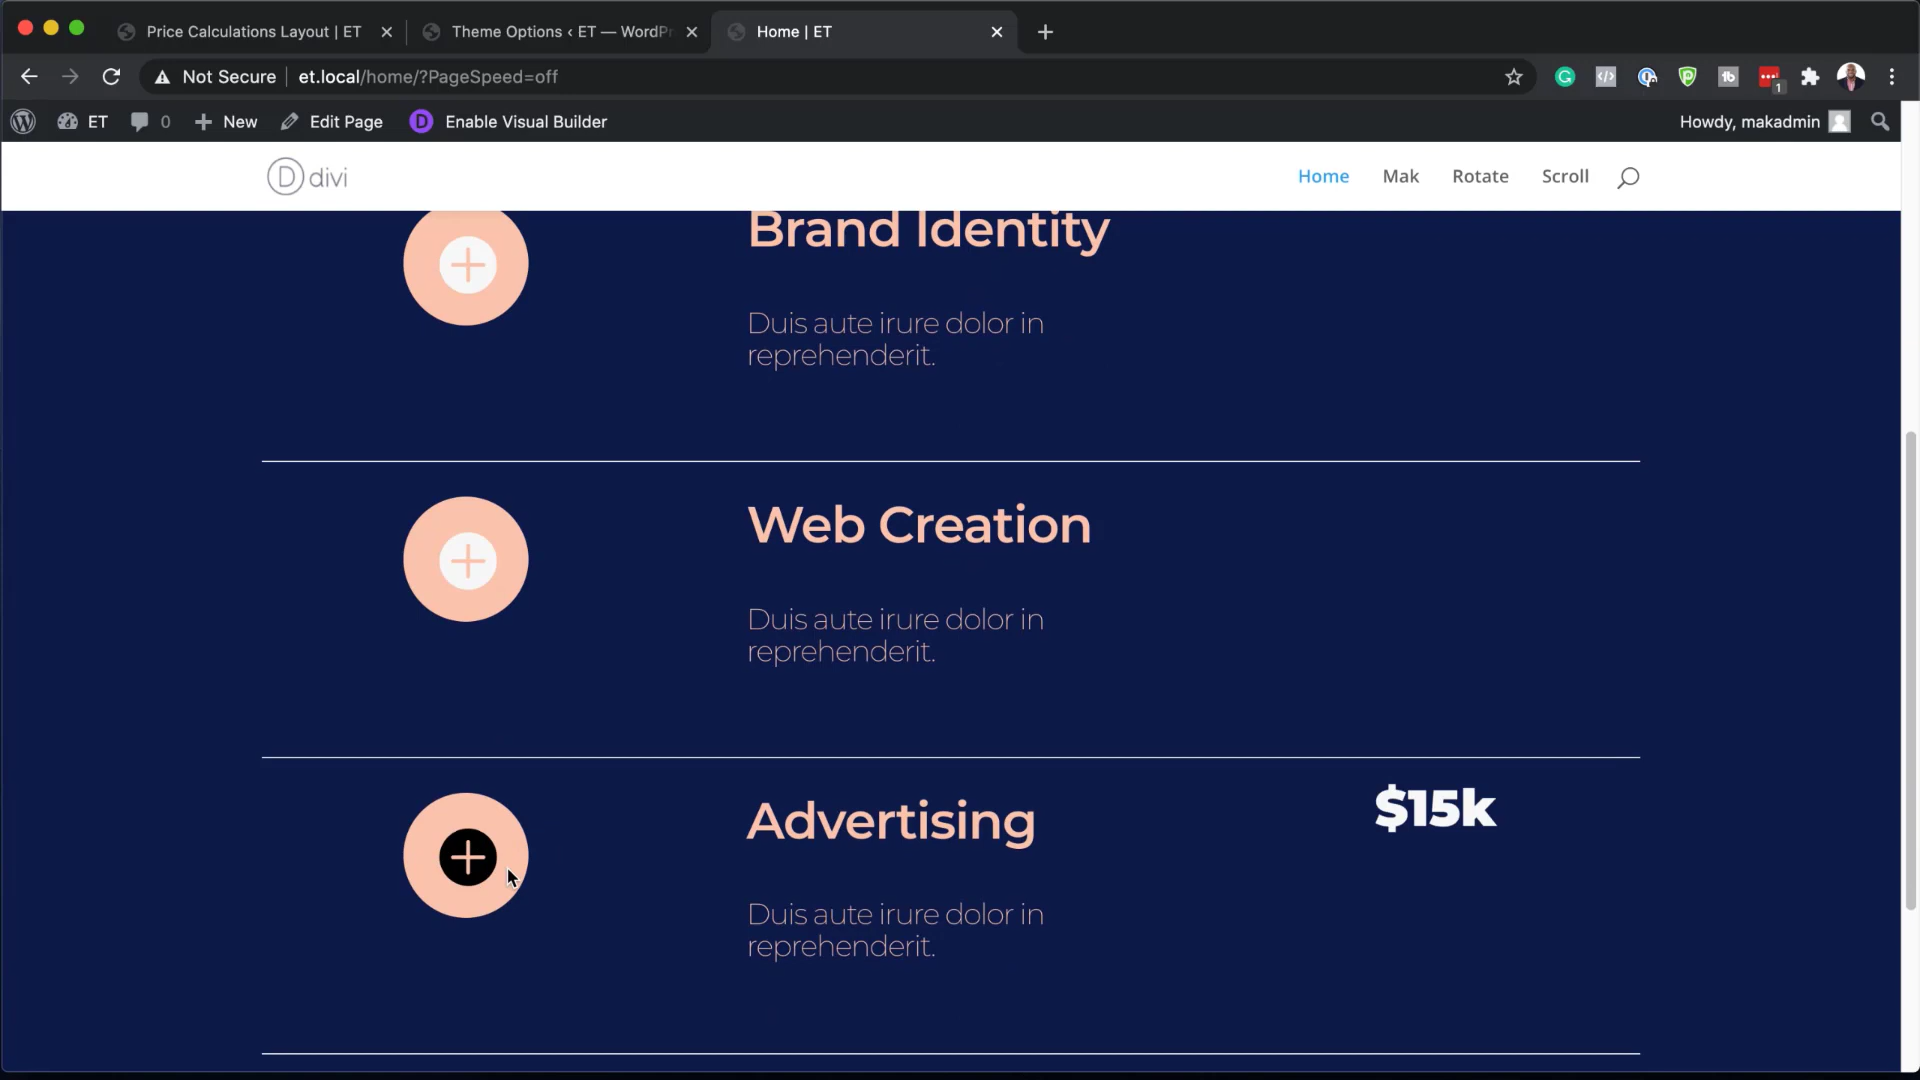 Price Calculations Layout | ET
Theme Options ‹ ET — WordPr
Home | ET
Not Secure
et.local/home/?PageSpeed=off
1
ET
0
New
Edit Page
D
Enable Visual Builder
Howdy, makadmin
D divi
Home
Mak
Rotate
Scroll
Brand Identity
Duis aute irure dolor in
reprehenderit.
Web Creation
Duis aute irure dolor in
reprehenderit.
Advertising
$15k
Duis aute irure dolor in
reprehenderit.